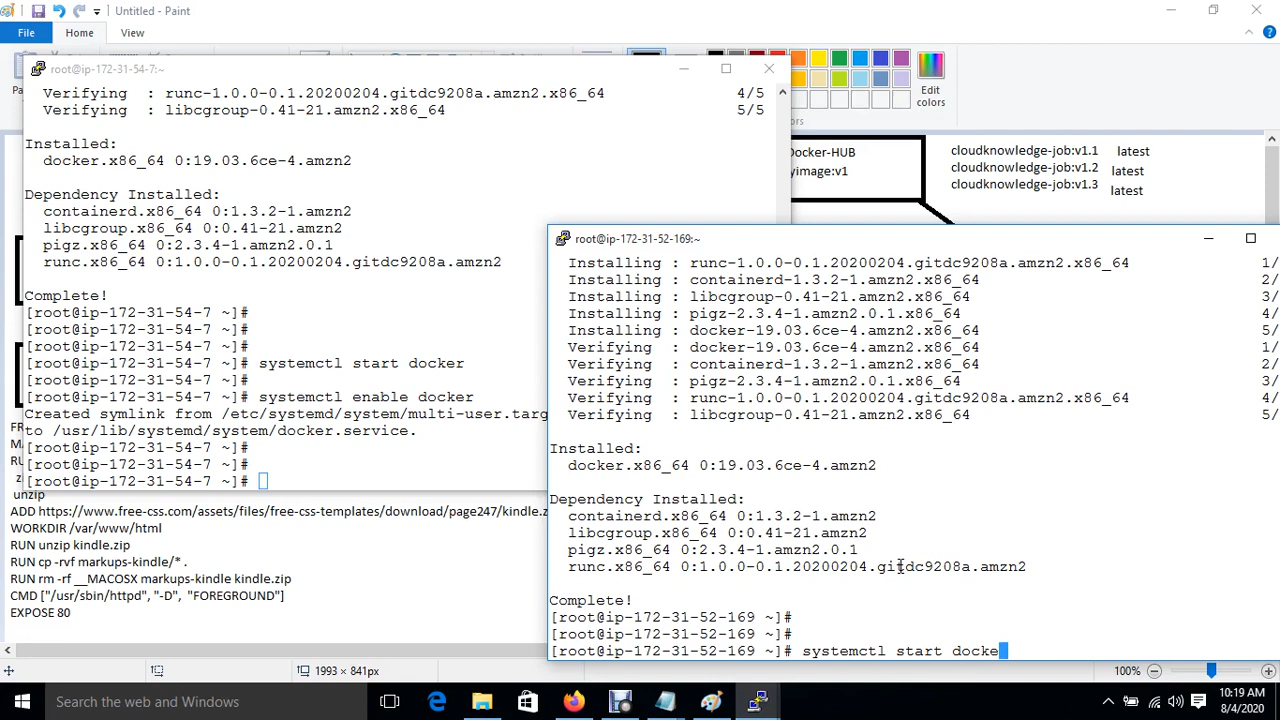 Untitled - Paint
File
Home
View
Edit
colors
root@ip-172-31-54-7:~
Verifying : runc-1.0.0-0.1.20200204.gitdc9208a.amzn2.x86_64 4/5
Verifying : libcgroup-0.41-21.amzn2.x86_64 5/5
Installed:
docker.x86_64 0:19.03.6ce-4.amzn2
Dependency Installed:
containerd.x86_64 0:1.3.2-1.amzn2
libcgroup.x86_64 0:0.41-21.amzn2
pigz.x86_64 0:2.3.4-1.amzn2.0.1
runc.x86_64 0:1.0.0-0.1.20200204.gitdc9208a.amzn2
Complete!
[root@ip-172-31-54-7 ~]#
[root@ip-172-31-54-7 ~]#
[root@ip-172-31-54-7 ~]#
[root@ip-172-31-54-7 ~]# systemctl start docker
[root@ip-172-31-54-7 ~]#
[root@ip-172-31-54-7 ~]# systemctl enable docker
Created symlink from /etc/systemd/system/multi-user.targ
to /usr/lib/systemd/system/docker.service.
[root@ip-172-31-54-7 ~]#
[root@ip-172-31-54-7 ~]#
[root@ip-172-31-54-7 ~]#
Docker-HUB
yimage:v1
cloudknowledge-job:v1.1 latest
cloudknowledge-job:v1.2 latest
cloudknowledge-job:v1.3 latest
root@ip-172-31-52-169:~
Installing : runc-1.0.0-0.1.20200204.gitdc9208a.amzn2.x86_64 1/
Installing : containerd-1.3.2-1.amzn2.x86_64 2/
Installing : libcgroup-0.41-21.amzn2.x86_64 3/
Installing : pigz-2.3.4-1.amzn2.0.1.x86_64 4/
Installing : docker-19.03.6ce-4.amzn2.x86_64 5/
Verifying : docker-19.03.6ce-4.amzn2.x86_64 1/
Verifying : containerd-1.3.2-1.amzn2.x86_64 2/
Verifying : pigz-2.3.4-1.amzn2.0.1.x86_64 3/
Verifying : runc-1.0.0-0.1.20200204.gitdc9208a.amzn2.x86_64 4/
Verifying : libcgroup-0.41-21.amzn2.x86_64 5/
Installed:
docker.x86_64 0:19.03.6ce-4.amzn2
Dependency Installed:
containerd.x86_64 0:1.3.2-1.amzn2
libcgroup.x86_64 0:0.41-21.amzn2
pigz.x86_64 0:2.3.4-1.amzn2.0.1
runc.x86_64 0:1.0.0-0.1.20200204.gitdc9208a.amzn2
Complete!
[root@ip-172-31-52-169 ~]#
[root@ip-172-31-52-169 ~]#
[root@ip-172-31-52-169 ~]# systemctl start docke
unzip
ADD https://www.free-css.com/assets/files/free-css-templates/download/page247/kindle.z
WORKDIR /var/www/html
RUN unzip kindle.zip
RUN cp -rvf markups-kindle/* .
RUN rm -rf __MACOSX markups-kindle kindle.zip
CMD ["/usr/sbin/httpd", "-D", "FOREGROUND"]
EXPOSE 80
1993 × 841px
100%
Search the web and Windows
10:19 AM
8/4/2020